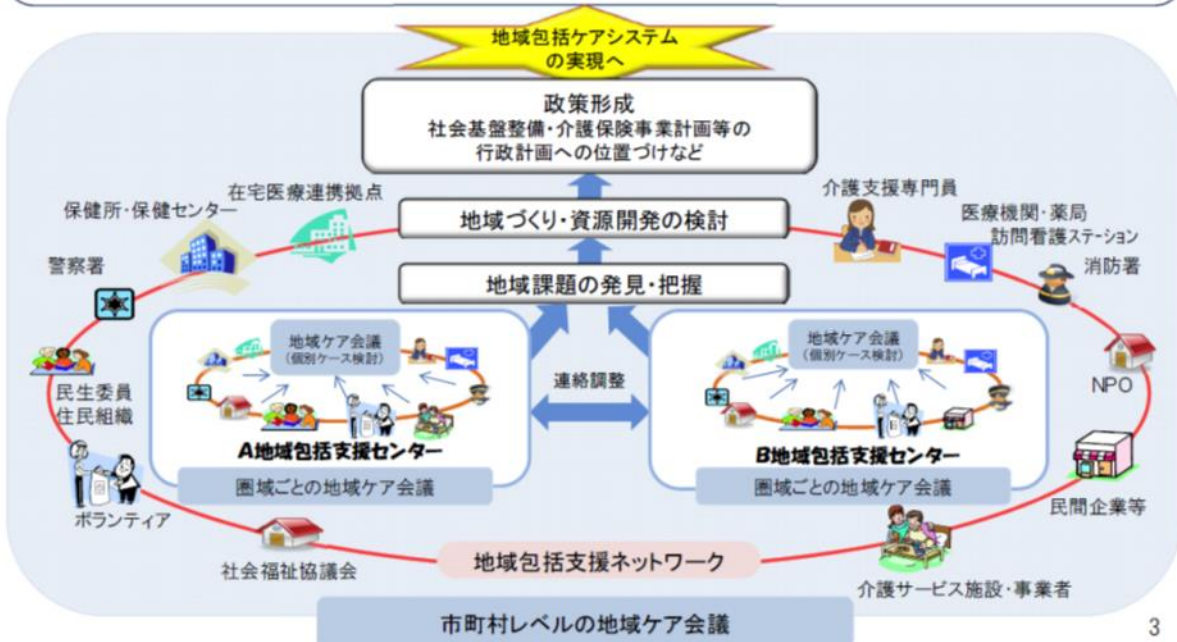 地域包括ケアシステム
の実現へ
政策形成
社会基盤整備・介護保険事業計画等の
行政計画への位置づけなど
在宅医療連携拠点
介護支援専門員
保健所・保健センター
地域づくり・資源開発の検討
医療機関・薬局
訪問看護ステーション
警察署
消防署
地域課題の発見・把握
地域ケア会議
(個別ケース検討)
地域ケア会議
(個別ケース検討)
連絡調整
民生委員
住民組織
NPO
A地域包括支援センター
B地域包括支援センター
圏域ごとの地域ケア会議
圏域ごとの地域ケア会議
ボランティア
民間企業等
社会福祉協議会
地域包括支援ネットワーク
介護サービス施設・事業者
市町村レベルの地域ケア会議
3